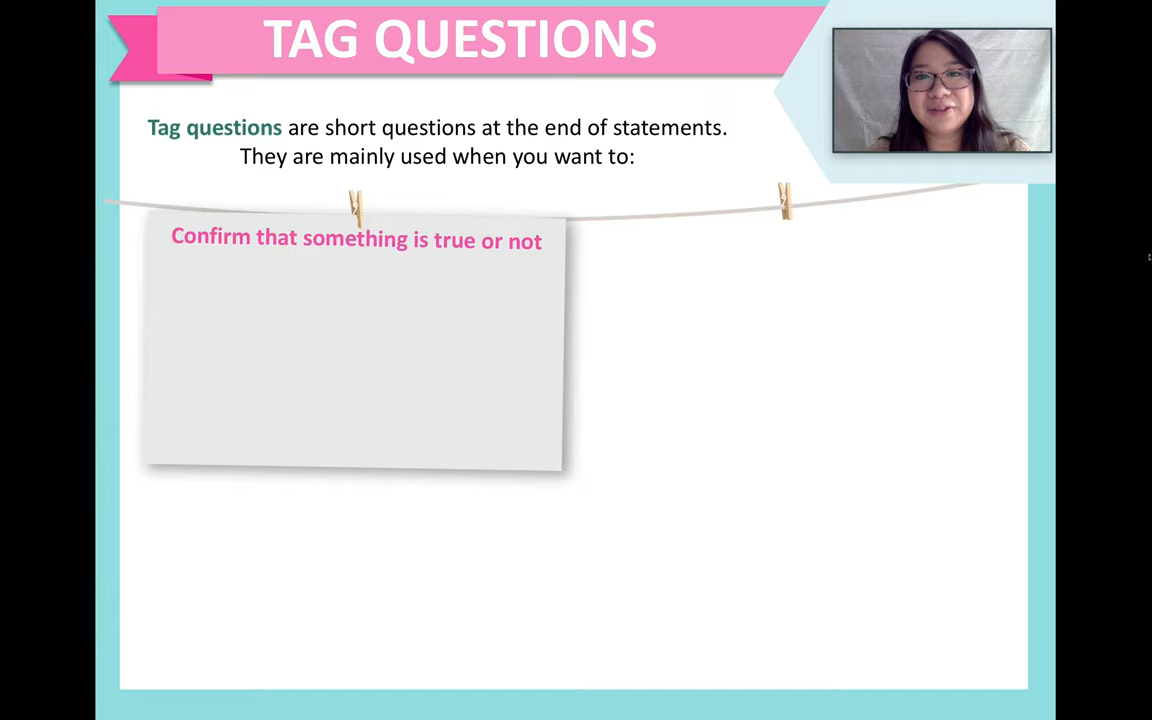 TAG QUESTIONS
Tag questions are short questions at the end of statements.
They are mainly used when you want to:
Confirm that something is true or not